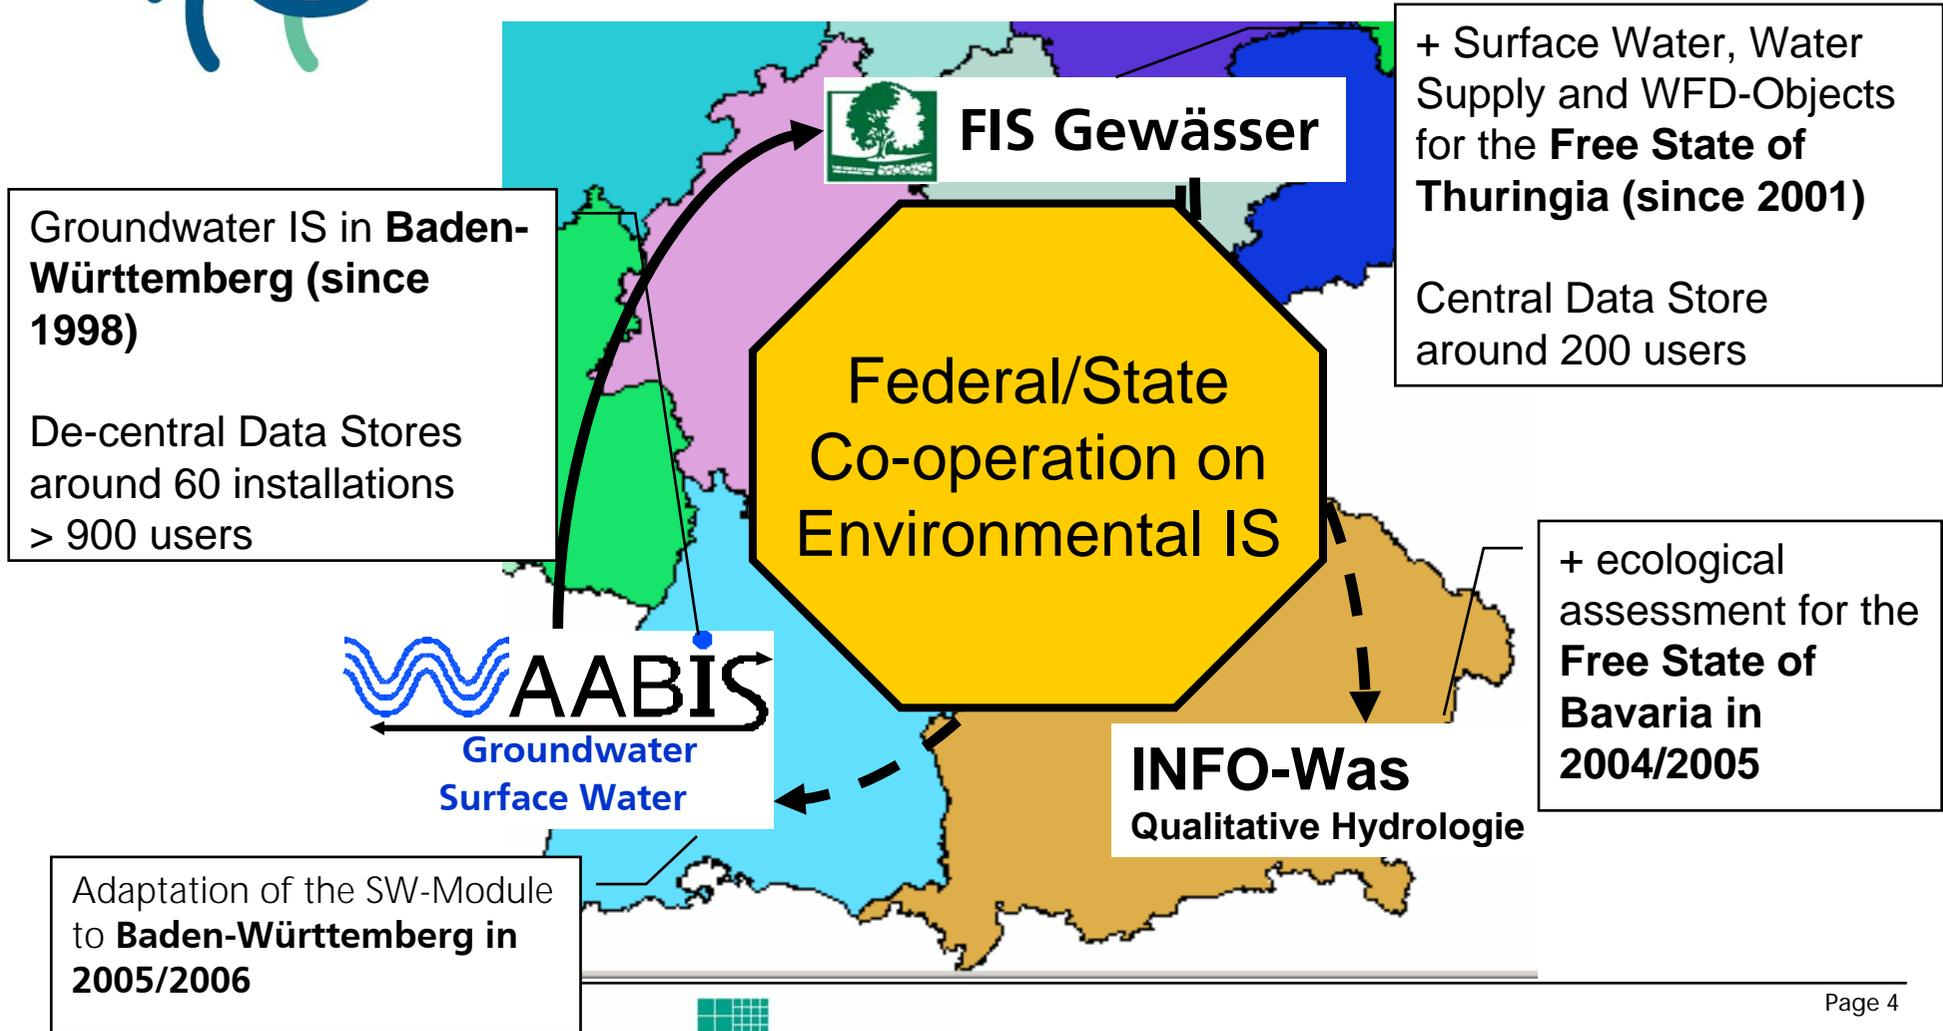 + Surface Water, Water
Supply and WFD-Objects
for the Free State of
Thuringia (since 2001)
Central Data Store
around 200 users
FIS Gewässer
Groundwater IS in Baden-
Württemberg (since
1998)
De-central Data Stores
around 60 installations
> 900 users
Federal/State
Co-operation on
Environmental IS
+ ecological
assessment for the
Free State of
Bavaria in
2004/2005
WAABIS
Groundwater
Surface Water
INFO-Was
Qualitative Hydrologie
Adaptation of the SW-Module
to Baden-Württemberg in
2005/2006
Page 4